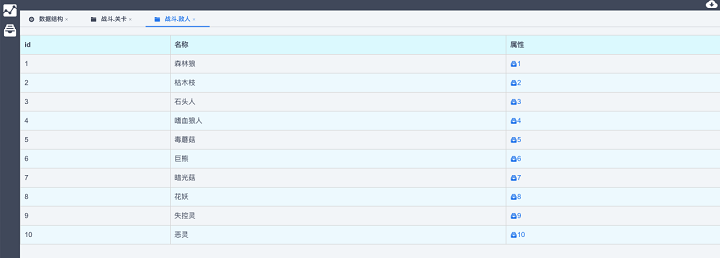 数据结构 × 战斗.关卡 × 战斗.敌人 ×
id 名称 属性
1 森林狼 1
2 枯木枝 2
3 石头人 3
4 嗜血狼人 4
5 毒蘑菇 5
6 巨熊 6
7 暗光菇 7
8 花妖 8
9 失控灵 9
10 恶灵 10